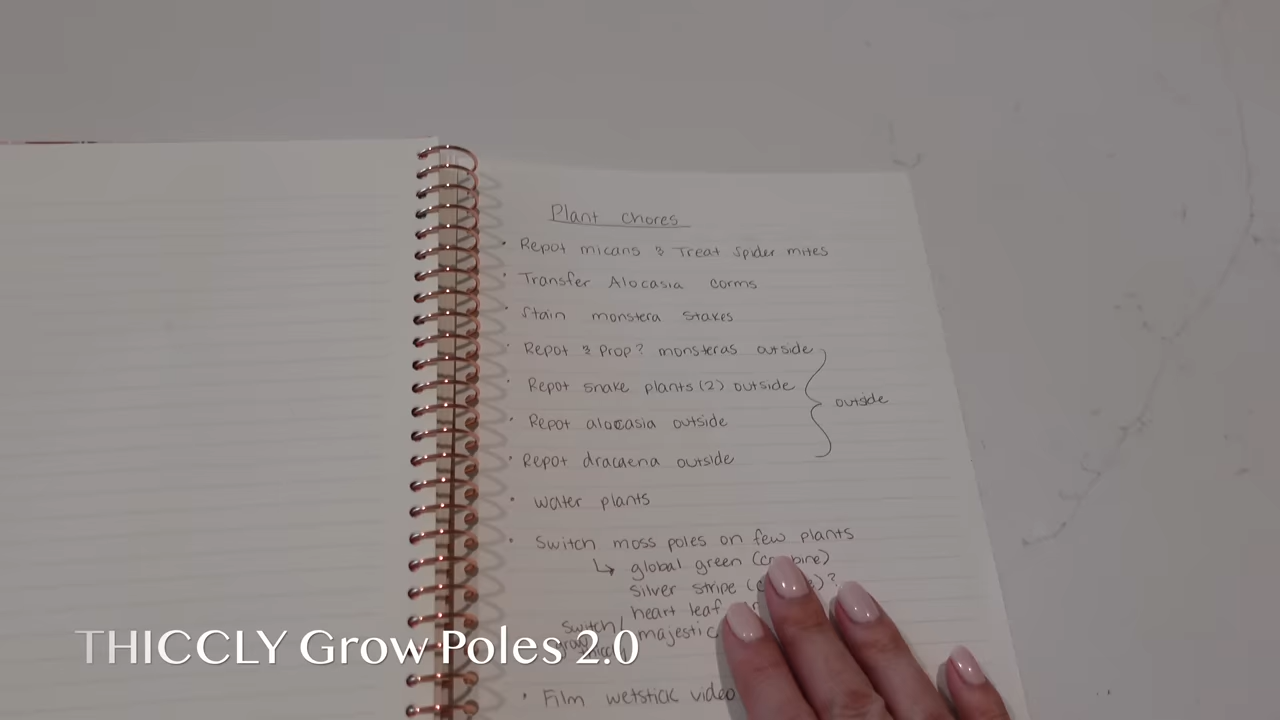 Plant chores
• Repot micans & Treat spider mites
• Transfer Alocasia corms
• Stain monstera stakes
• Repot & Prop? monsteras outside
• Repot snake plants (2) outside
outside
• Repot alocasia outside
• Repot dracaena outside
• water plants
• Switch moss poles on few plants
↳ global green (combine)
silver stripe
heart leaf
switch/
majestic
THICCLY Grow Poles 2.0
• Film wetstick video